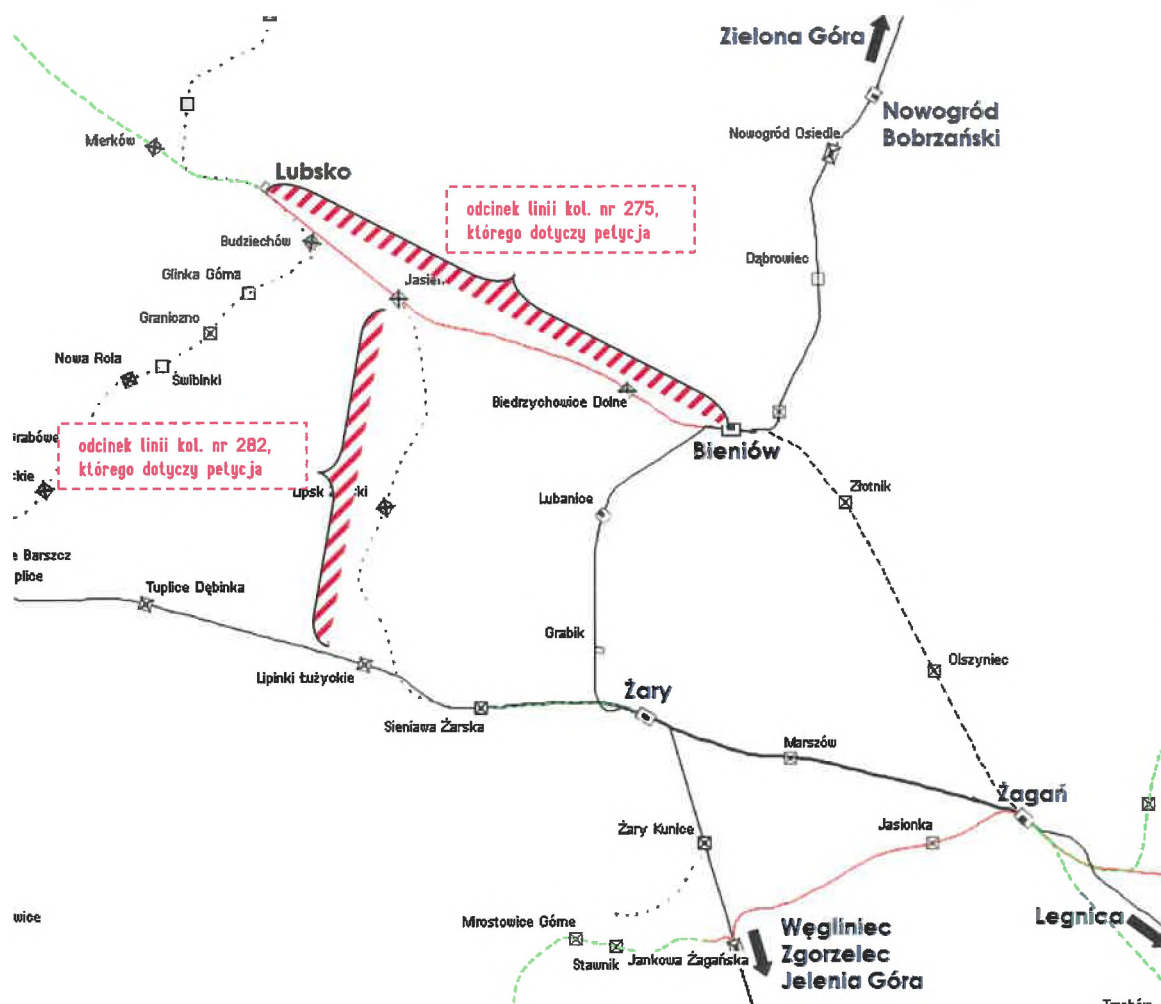 Zielona Góra
Nowogród
Bobrzański
Nowogród Osiedle
Mierków
Lubsko
odcinek linii kol. nr 275,
którego dotyczy petycja
Budziechów
Dąbrowiec
Glinka Górna
Graniczno
Nowa Rola
Świbinki
Biedrzychowice Dolne
Bieniów
odcinek linii kol. nr 282,
którego dotyczy petycja
Lubanice
Złotnik
Barszcz
Tuplice Dębinka
Grabik
Lipinki Łużyckie
Olszyniec
Żary
Sieniawa Żarska
Marszów
Żagań
Żary Kunice
Jasionka
Legnica
Mirostowice Górne
Stawnik
Jankowa Żagańska
Węgliniec
Zgorzelec
Jelenia Góra